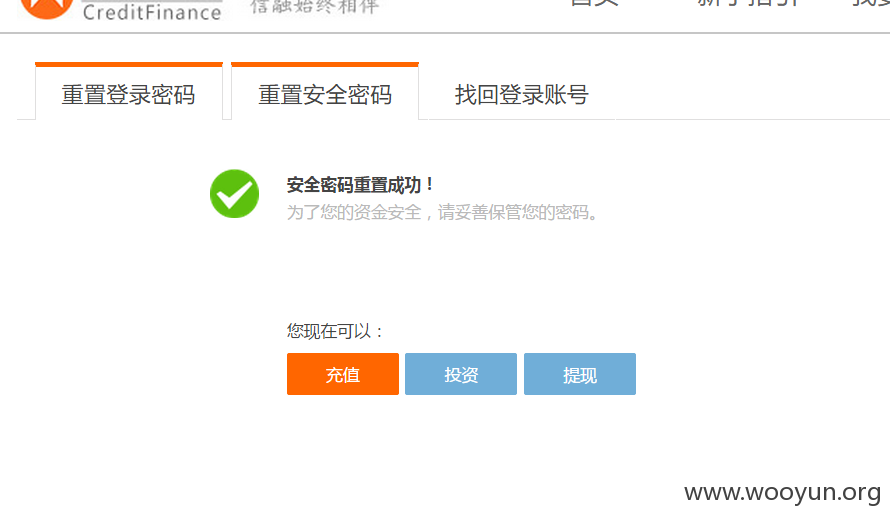 CreditFinance
信融始终相伴
首页
新手指引
重置登录密码
重置安全密码
找回登录账号
安全密码重置成功！
为了您的资金安全，请妥善保管您的密码。
您现在可以：
充值
投资
提现
www.wooyun.org